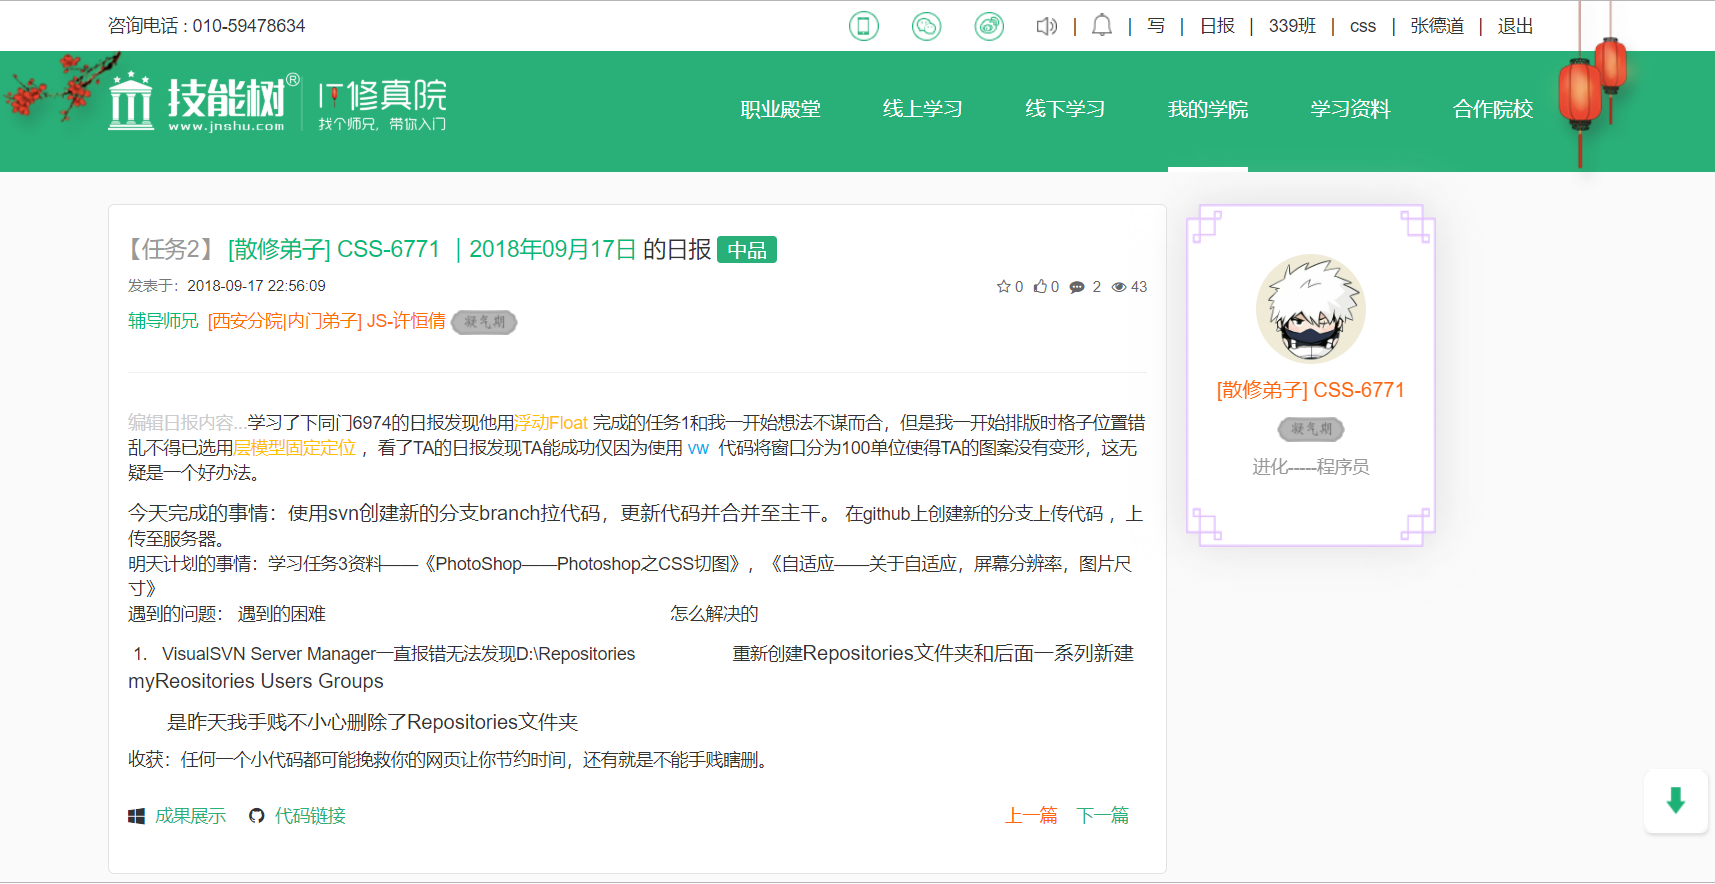 咨询电话 : 010-59478634
写 | 日报 | 339班 | css | 张德道 | 退出
技能树®
www.jnshu.com
IT修真院
找个师兄，带你入门
职业殿堂 线上学习 线下学习 我的学院 学习资料 合作院校
【任务2】 [散修弟子] CSS-6771 ｜2018年09月17日 的日报 中品
发表于：2018-09-17 22:56:09
0 0 2 43
辅导师兄 [西安分院|内门弟子] JS-许恒倩 凝气期
编辑日报内容...学习了下同门6974的日报发现他用浮动Float 完成的任务1和我一开始想法不谋而合，但是我一开始排版时格子位置错
乱不得已选用层模型固定定位 ，看了TA的日报发现TA能成功仅因为使用 vw 代码将窗口分为100单位使得TA的图案没有变形，这无
疑是一个好办法。
今天完成的事情：使用svn创建新的分支branch拉代码，更新代码并合并至主干。 在github上创建新的分支上传代码 ，上
传至服务器。
明天计划的事情：学习任务3资料——《PhotoShop——Photoshop之CSS切图》，《自适应——关于自适应，屏幕分辨率，图片尺
寸》
遇到的问题： 遇到的困难 怎么解决的
1. VisualSVN Server Manager一直报错无法发现D:\Repositories 重新创建Repositories文件夹和后面一系列新建
myReositories Users Groups
是昨天我手贱不小心删除了Repositories文件夹
收获：任何一个小代码都可能挽救你的网页让你节约时间，还有就是不能手贱瞎删。
成果展示 代码链接 上一篇 下一篇
[散修弟子] CSS-6771
凝气期
进化-----程序员